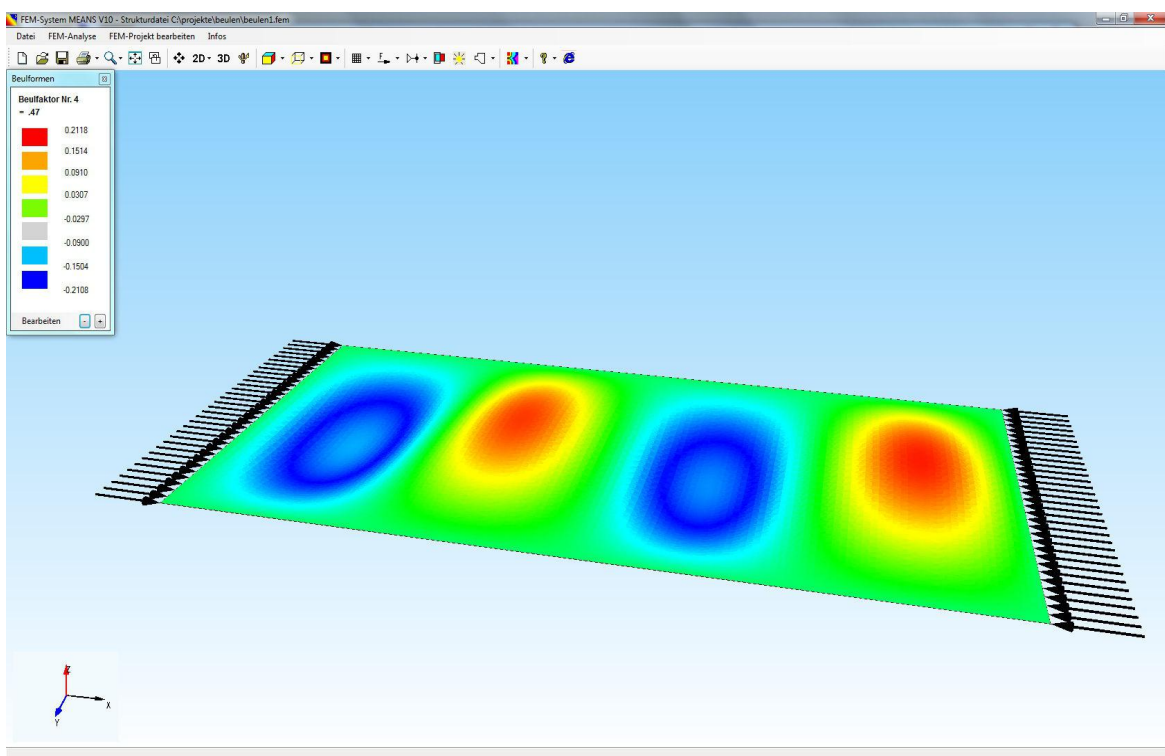 FEM-System MEANS V10 - Strukturdatei C:\projekte\beulen\beulen1.fem
Datei FEM-Analyse FEM-Projekt bearbeiten Infos
2D 3D
Beulformen
Beulfaktor Nr. 4
= .47
0.2118
0.1514
0.0910
0.0307
-0.0297
-0.0900
-0.1504
-0.2108
Bearbeiten - +
Z
X
Y